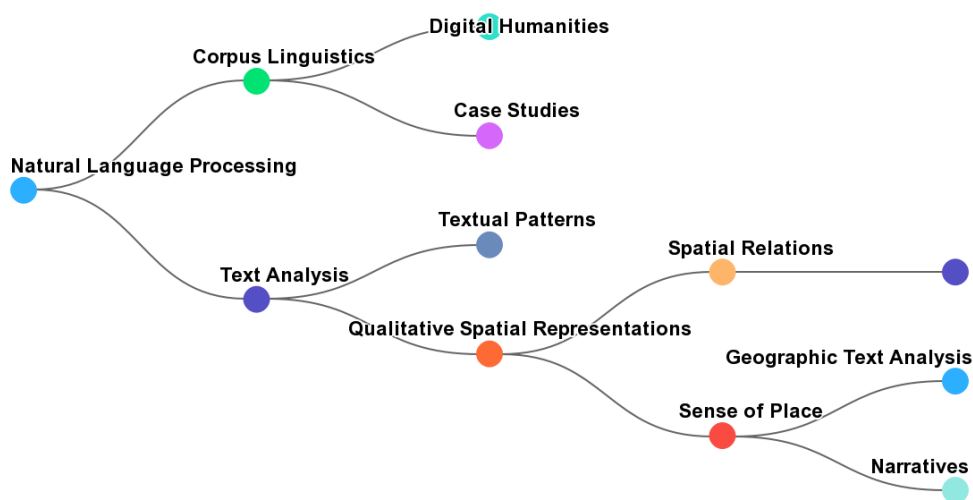 Digital Humanities
Corpus Linguistics
Case Studies
Natural Language Processing
Textual Patterns
Spatial Relations
Text Analysis
Qualitative Spatial Representations
Geographic Text Analysis
Sense of Place
Narratives